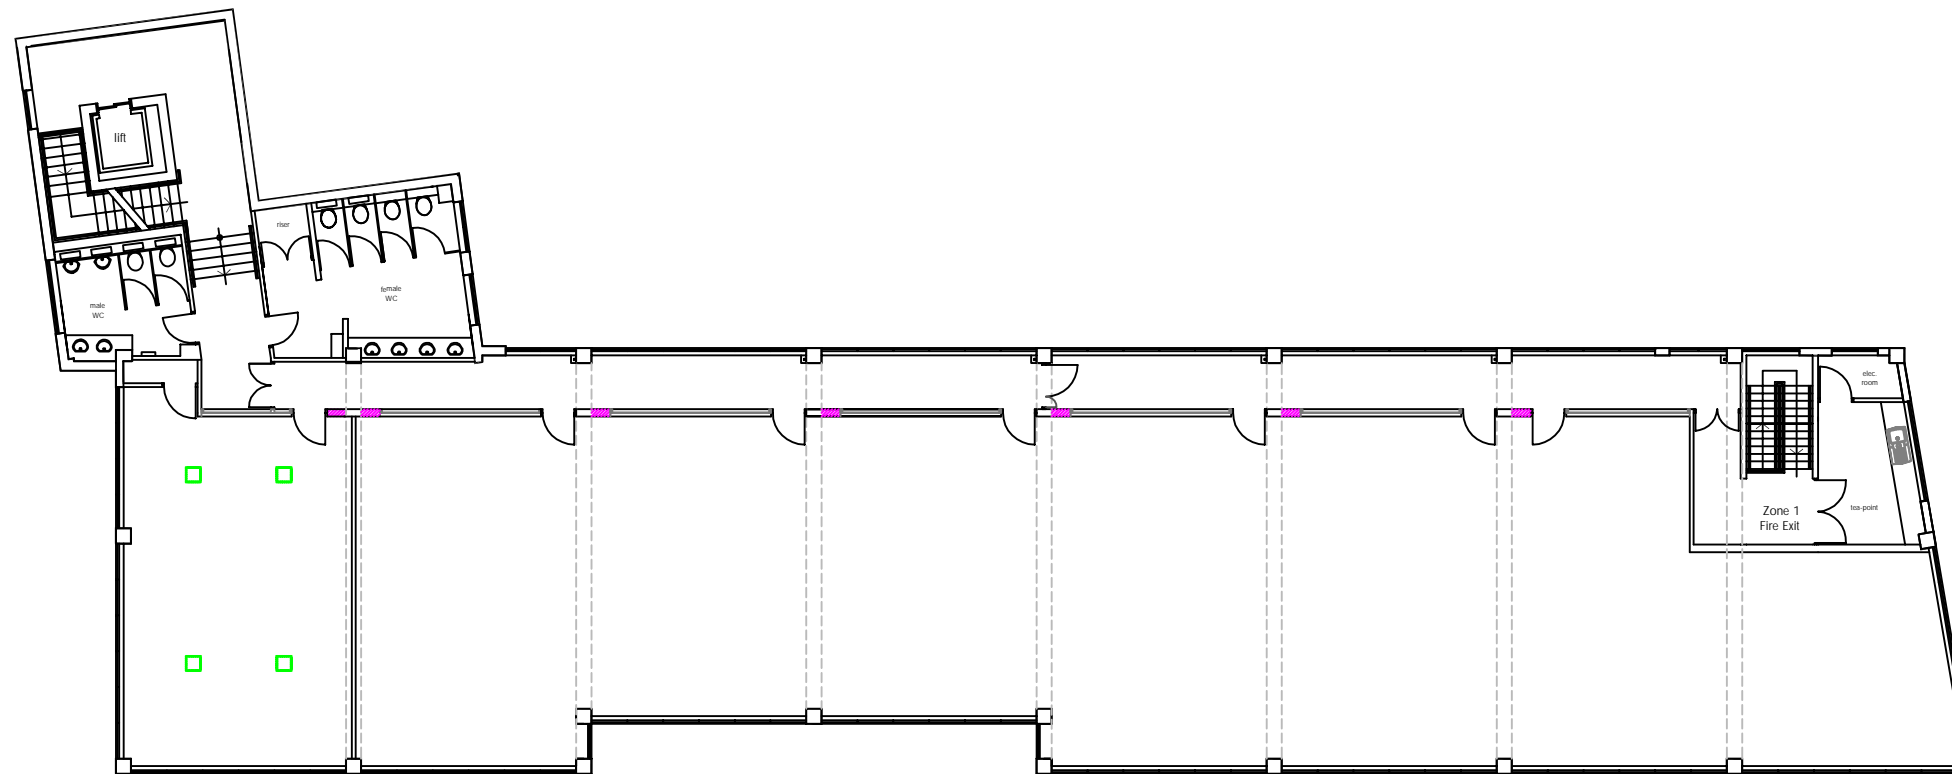 lift
riser
female
WC
male
WC
elec.
room
Zone 1
Fire Exit
tea-point